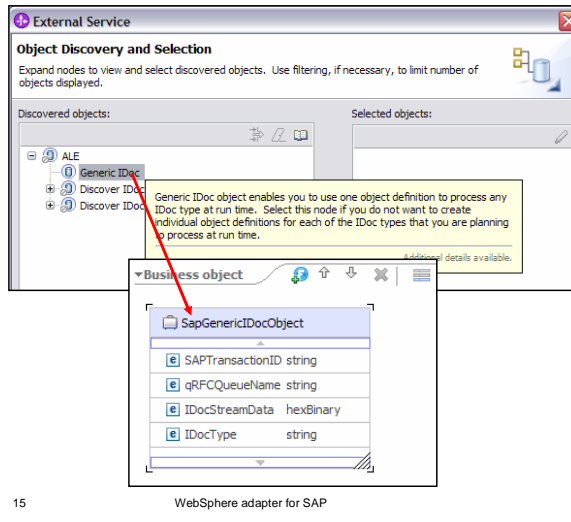 External Service
Object Discovery and Selection
Expand nodes to view and select discovered objects. Use filtering, if necessary, to limit number of
objects displayed.
Discovered objects:
Selected objects:
ALE
Generic IDoc
Discover IDoc
Discover IDoc
Generic IDoc object enables you to use one object definition to process any
IDoc type at run time. Select this node if you do not want to create
individual object definitions for each of the IDoc types that you are planning
to process at run time.
Additional details available.
Business object
SapGenericIDocObject
e SAPTransactionID string
e qRFCQueueName string
e IDocStreamData hexBinary
e IDocType string
15
WebSphere adapter for SAP